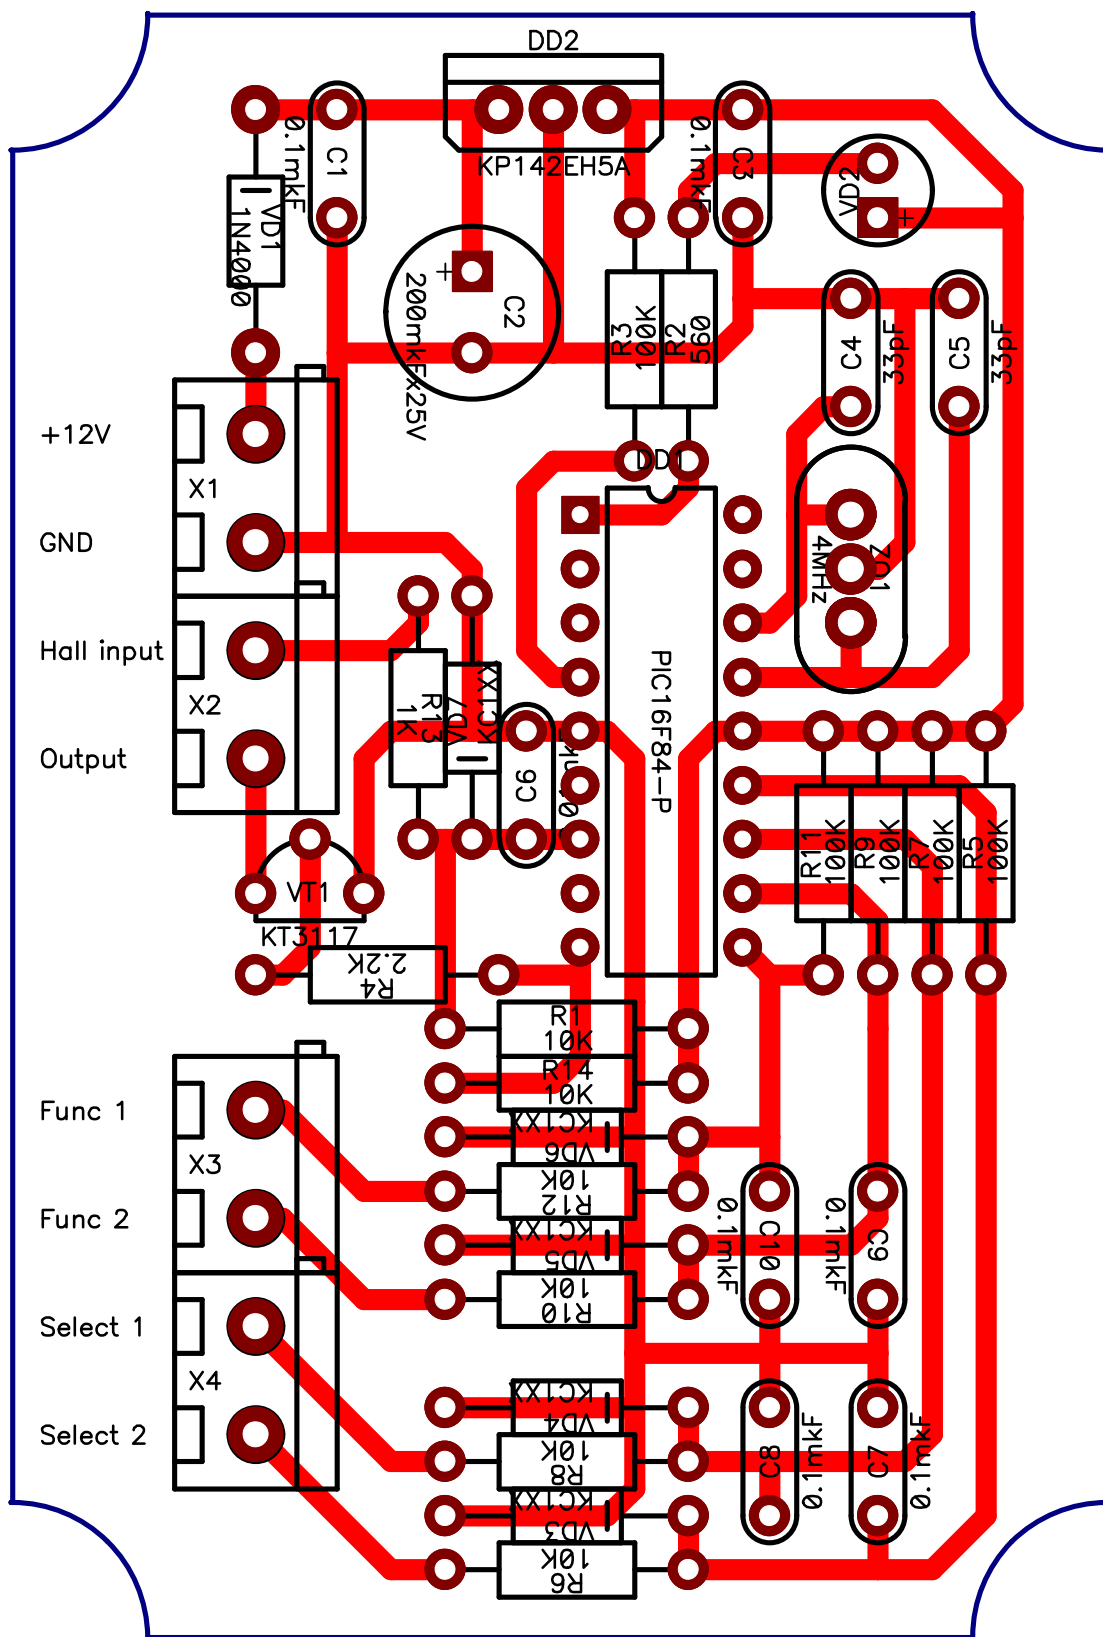 DD2
KP142EH5A
0.1mkF
C1
0.1mkF
C3
VD2
+
VD1
1N4000
+
C2
200mkFx25V
R3
100K
R2
560
C4
33pF
C5
33pF
+12V
X1
GND
DD1
4MHz
Hall input
X2
Output
R13
1K
VD7
KC1XX
C6
PIC16F84-P
R11
100K
R9
100K
R7
100K
R5
100K
VT1
KT3117
2.2K
R4
R1
10K
R14
10K
Func 1
X3
Func 2
KC1XX
VD6
10K
R12
KC1XX
VD5
10K
R10
0.1mkF
C10
0.1mkF
C9
Select 1
X4
Select 2
KC1XX
VD4
10K
R8
KC1XX
VD3
10K
R6
C8
0.1mkF
C7
0.1mkF